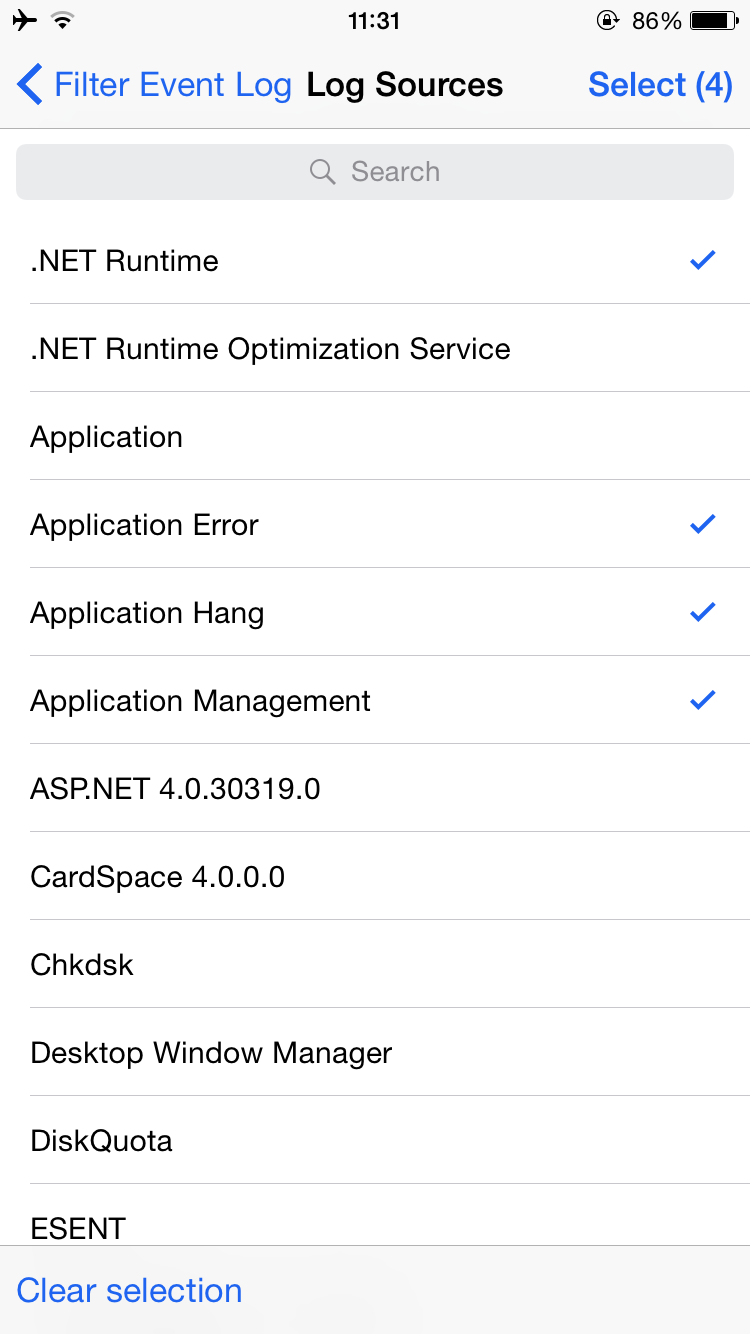 11:31 86%
Filter Event Log Log Sources Select (4)
Search
.NET Runtime
.NET Runtime Optimization Service
Application
Application Error
Application Hang
Application Management
ASP.NET 4.0.30319.0
CardSpace 4.0.0.0
Chkdsk
Desktop Window Manager
DiskQuota
ESENT
Clear selection